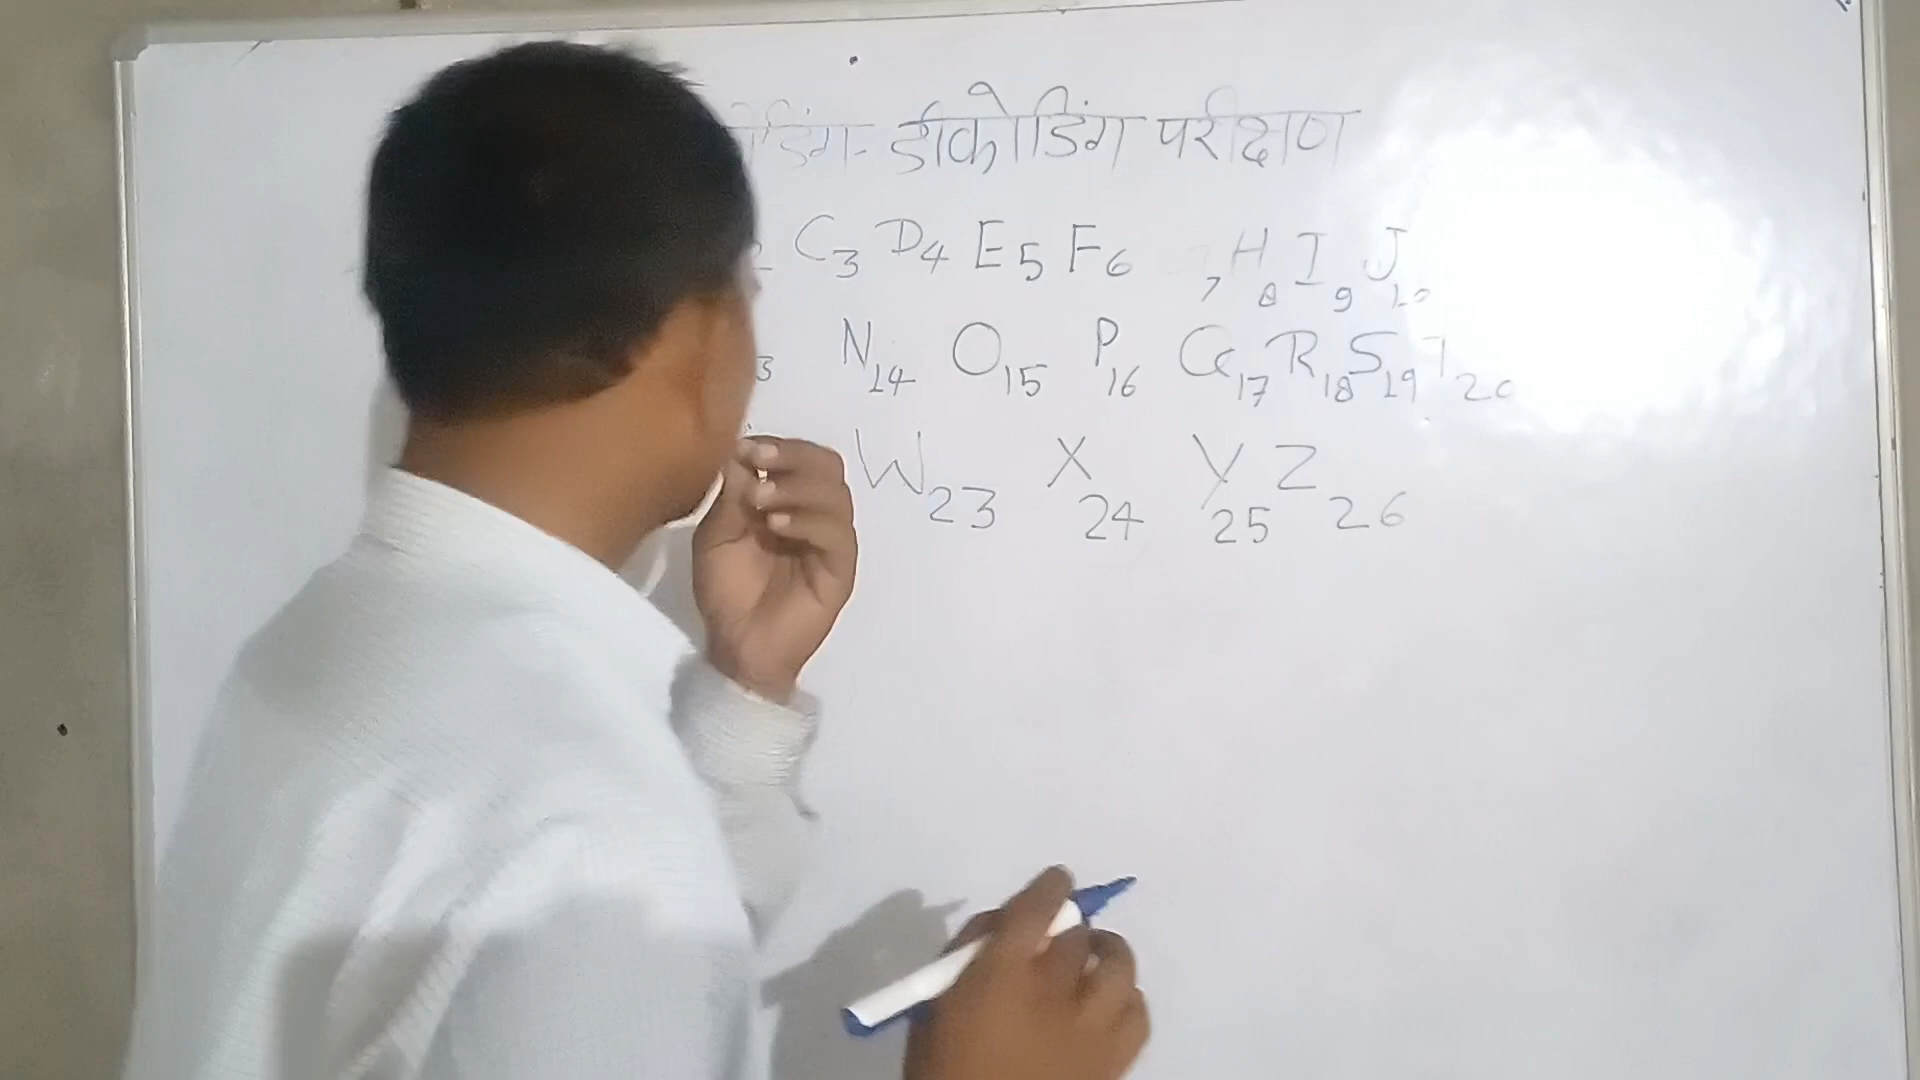 डिंग- डीकोडिंग परीक्षण
2 C3 D4 E5 F6 7 H8 I9 J10
3 N14 O15 P16 Q17 R18 S19 T20
W23 X24 Y25 Z26